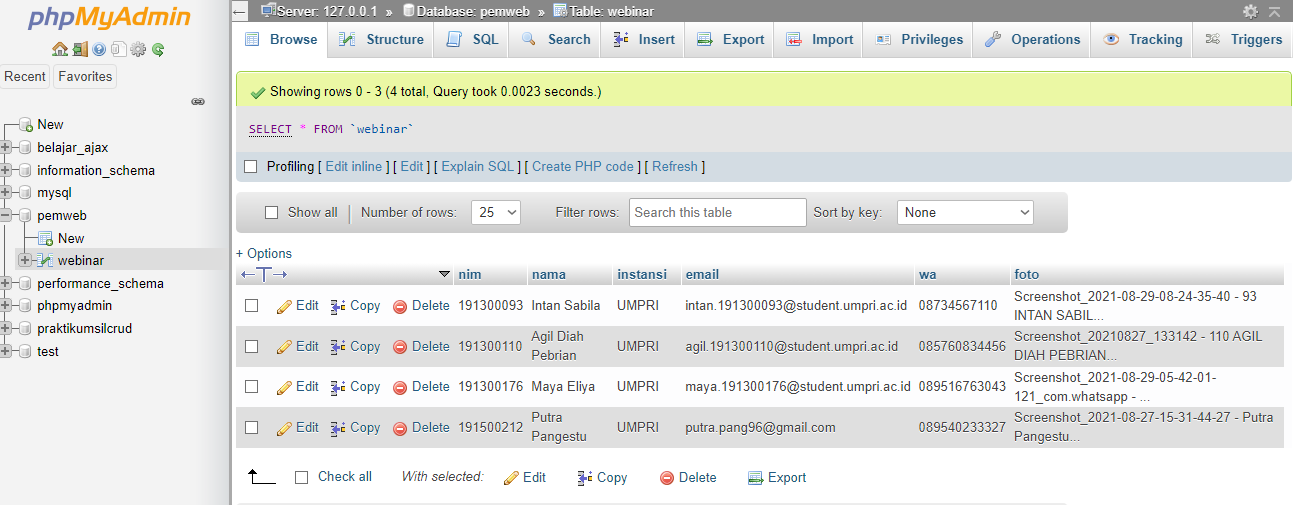 phpMyAdmin
Recent Favorites
New
belajar_ajax
information_schema
mysql
pemweb
New
webinar
performance_schema
phpmyadmin
praktikumsilcrud
test
Server: 127.0.0.1 » Database: pemweb » Table: webinar
Browse Structure SQL Search Insert Export Import Privileges Operations Tracking Triggers
Showing rows 0 - 3 (4 total, Query took 0.0023 seconds.)
SELECT * FROM `webinar`
Profiling [ Edit inline ] [ Edit ] [ Explain SQL ] [ Create PHP code ] [ Refresh ]
Show all | Number of rows: 25 Filter rows: Search this table Sort by key: None
+ Options
←T→ nim nama instansi email wa foto
Edit Copy Delete 191300093 Intan Sabila UMPRI intan.191300093@student.umpri.ac.id 08734567110 Screenshot_2021-08-29-08-24-35-40 - 93
INTAN SABIL...
Edit Copy Delete 191300110 Agil Diah Pebrian UMPRI agil.191300110@student.umpri.ac.id 085760834456 Screenshot_20210827_133142 - 110 AGIL
DIAH PEBRIAN...
Edit Copy Delete 191300176 Maya Eliya UMPRI maya.191300176@student.umpri.ac.id 089516763043 Screenshot_2021-08-29-05-42-01-
121_com.whatsapp - ...
Edit Copy Delete 191500212 Putra Pangestu UMPRI putra.pang96@gmail.com 089540233327 Screenshot_2021-08-27-15-31-44-27 - Putra
Pangestu...
Check all With selected: Edit Copy Delete Export